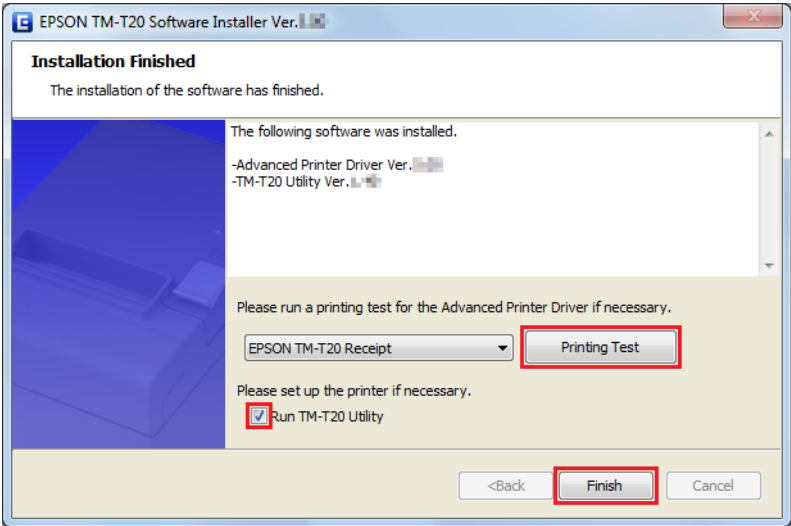 EPSON TM-T20 Software Installer Ver.
Installation Finished
The installation of the software has finished.
The following software was installed.
-Advanced Printer Driver Ver.
-TM-T20 Utility Ver.
Please run a printing test for the Advanced Printer Driver if necessary.
EPSON TM-T20 Receipt Printing Test
Please set up the printer if necessary.
Run TM-T20 Utility
<Back Finish Cancel